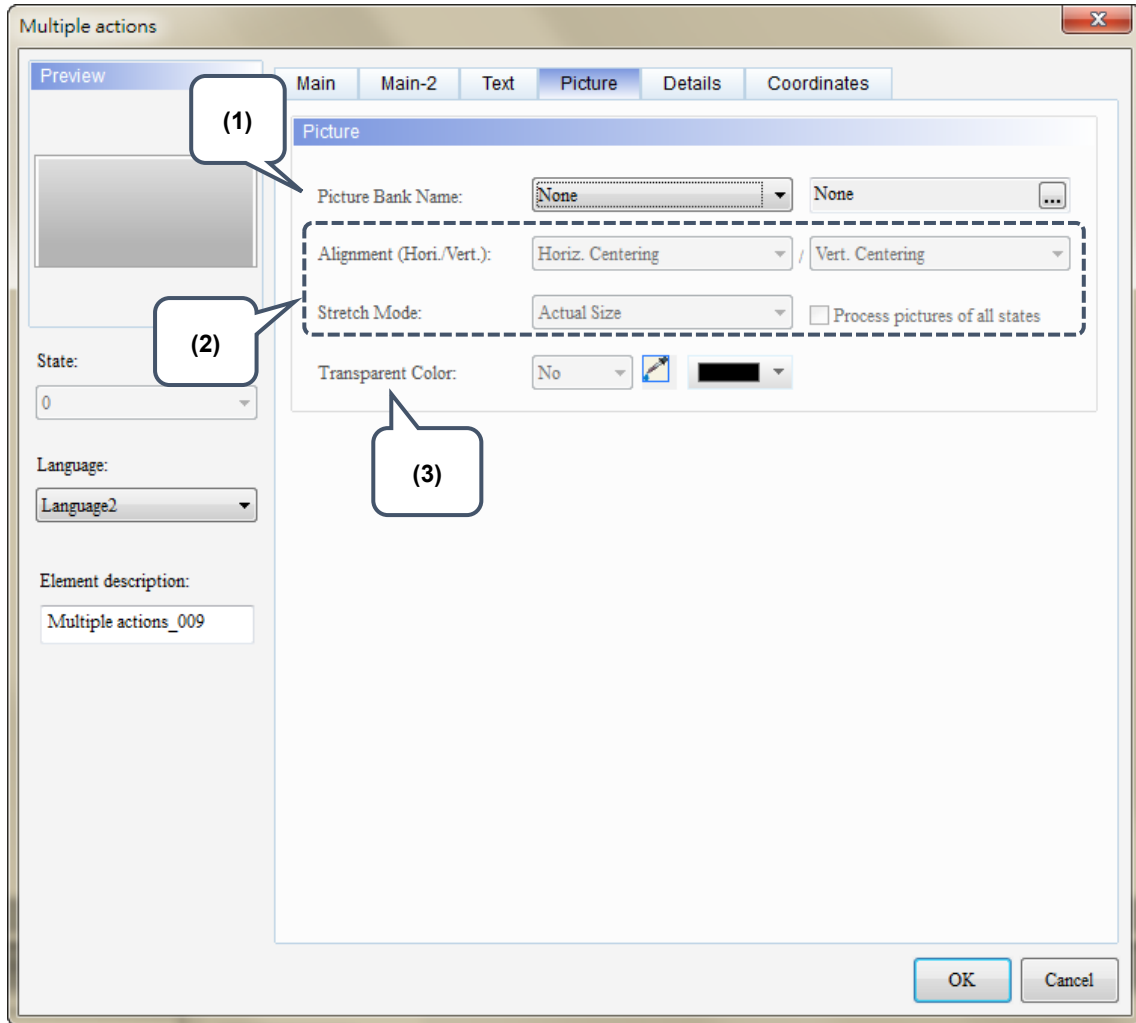 Multiple actions
Preview
Main Main-2 Text Picture Details Coordinates
(1)
Picture
Picture Bank Name: None None ...
Alignment (Hori./Vert.): Horiz. Centering / Vert. Centering
Stretch Mode: Actual Size Process pictures of all states
(2)
State:
Transparent Color: No
0
(3)
Language:
Language2
Element description:
Multiple actions_009
OK Cancel